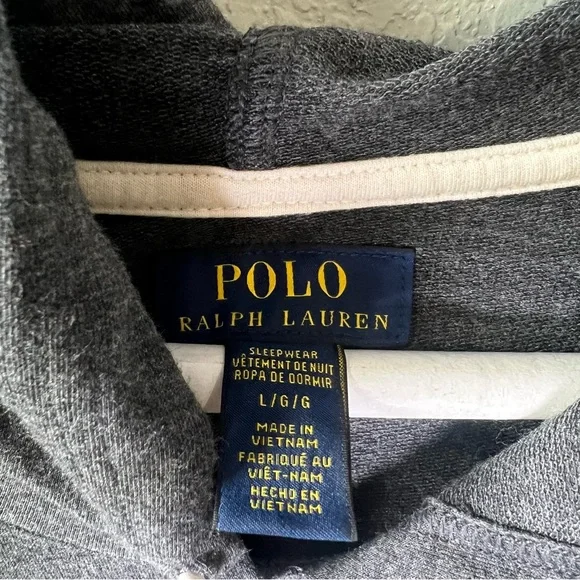 POLO
RALPH LAUREN
SLEEPWEAR
VÊTEMENT DE NUIT
ROPA DE DORMIR
L/G/G
MADE IN
VIETNAM
FABRIQUÉ AU
VIÊT-NAM
HECHO EN
VIETNAM